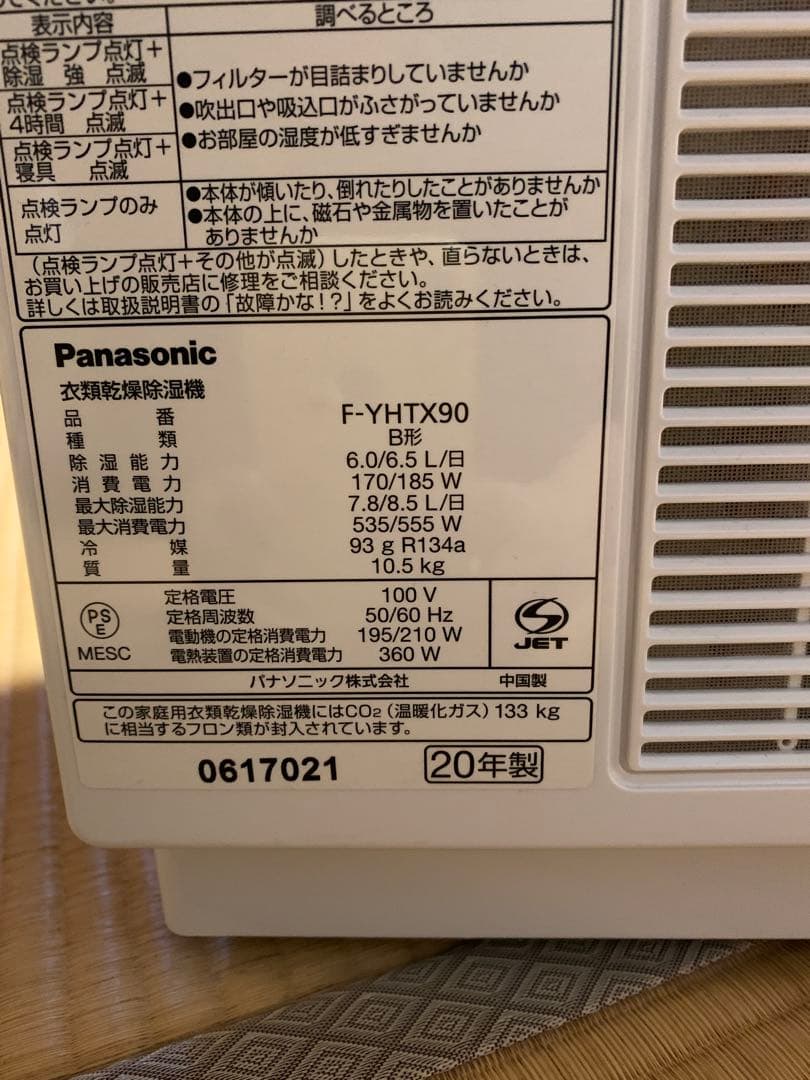 てください。
表示内容 調べるところ
点検ランプ点灯+
除湿 強 点滅
点検ランプ点灯+
4時間 点滅
点検ランプ点灯+
寝具 点滅
●フィルターが目詰まりしていませんか
●吹出口や吸込口がふさがっていませんか
●お部屋の湿度が低すぎませんか
点検ランプのみ
点灯
●本体が傾いたり、倒れたりしたことがありませんか
●本体の上に、磁石や金属物を置いたことが
ありませんか
(点検ランプ点灯+その他が点滅)したときや、直らないときは、
お買い上げの販売店に修理をご相談ください。
詳しくは取扱説明書の「故障かな!?」をよくお読みください。
Panasonic
衣類乾燥除湿機
品番 F-YHTX90
種類 B形
除湿能力 6.0/6.5 L/日
消費電力 170/185 W
最大除湿能力 7.8/8.5 L/日
最大消費電力 535/555 W
冷媒 93 g R134a
質量 10.5 kg
PS
E
MESC
定格電圧 100 V
定格周波数 50/60 Hz
電動機の定格消費電力 195/210 W
電熱装置の定格消費電力 360 W
JET
パナソニック株式会社 中国製
この家庭用衣類乾燥除湿機にはCO₂(温暖化ガス)133 kg
に相当するフロン類が封入されています。
0617021 20年製